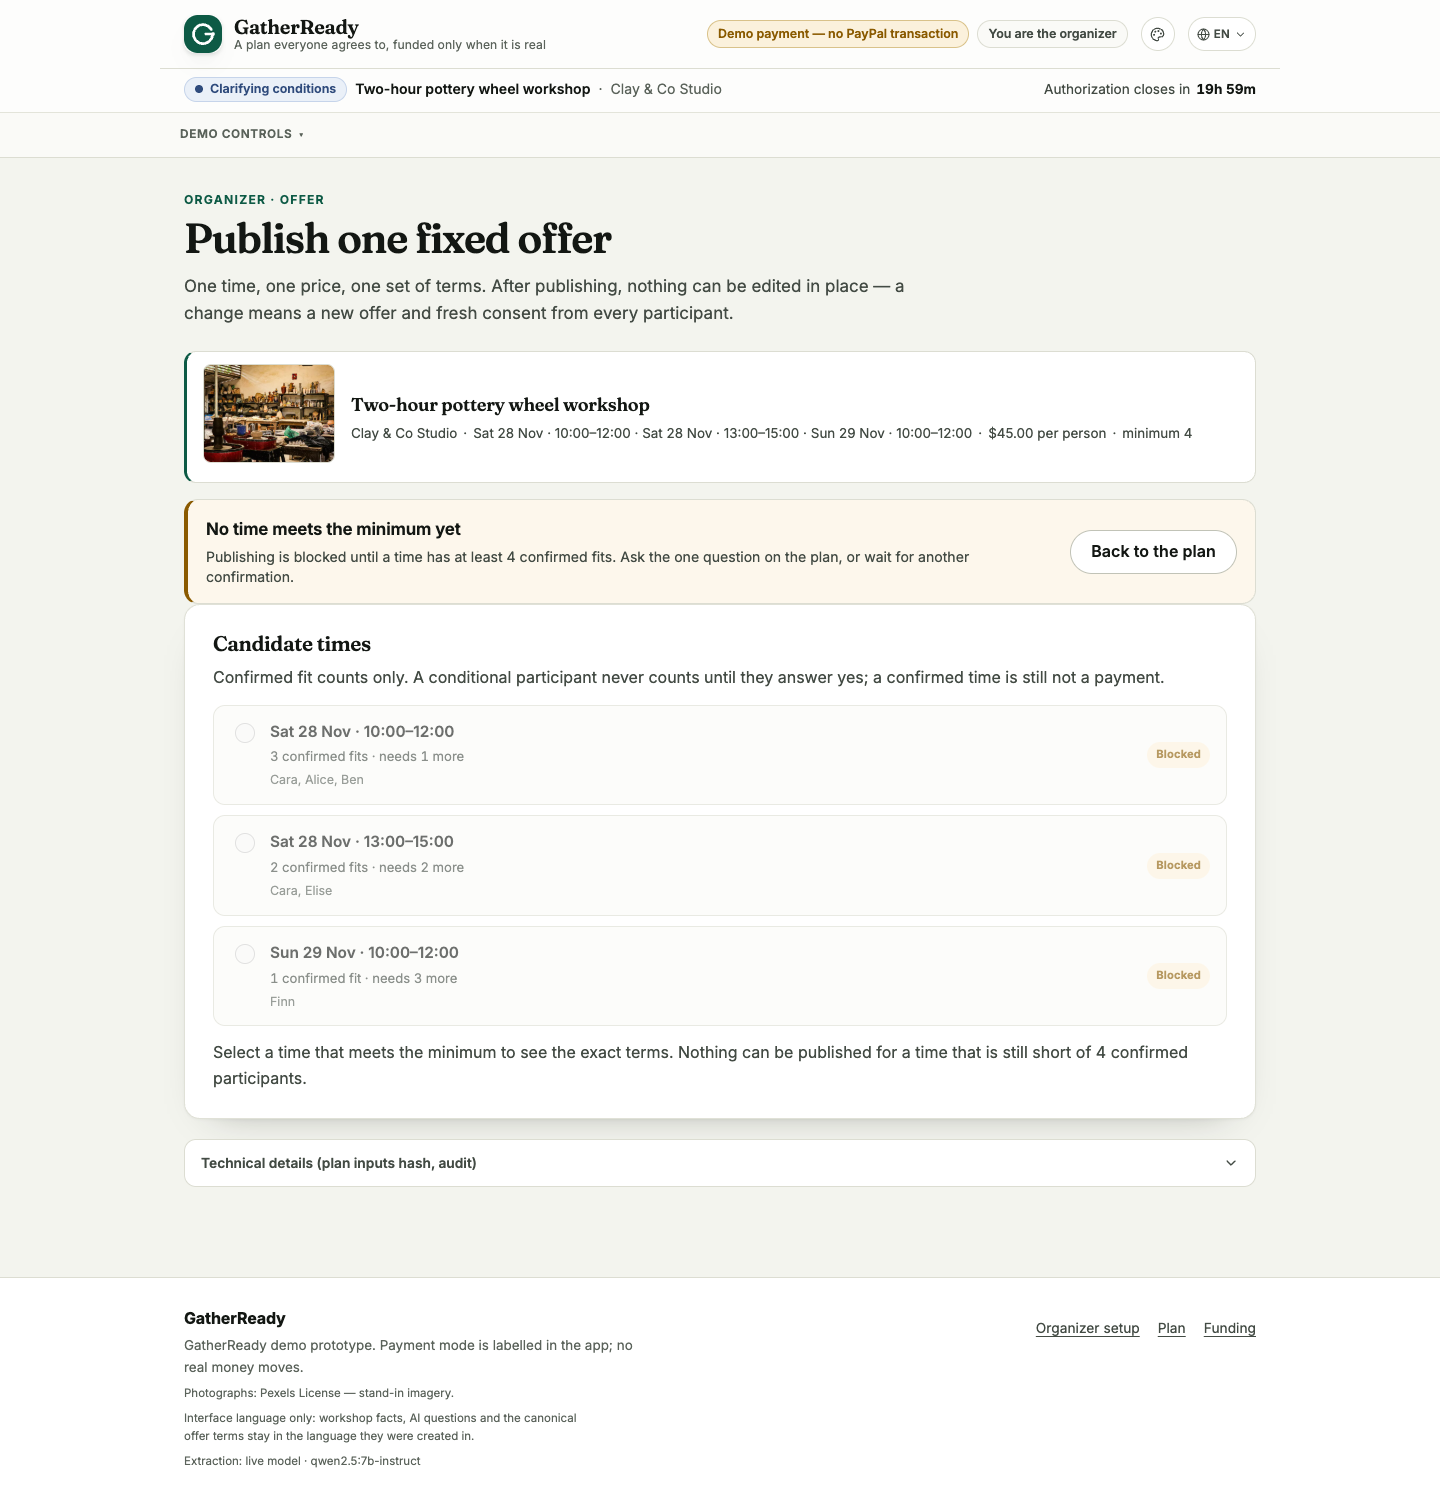 GatherReady
A plan everyone agrees to, funded only when it is real
Demo payment — no PayPal transaction
You are the organizer
EN
Clarifying conditions
Two-hour pottery wheel workshop · Clay & Co Studio
Authorization closes in 19h 59m
DEMO CONTROLS
ORGANIZER · OFFER
Publish one fixed offer
One time, one price, one set of terms. After publishing, nothing can be edited in place — a
change means a new offer and fresh consent from every participant.
Two-hour pottery wheel workshop
Clay & Co Studio · Sat 28 Nov · 10:00–12:00 · Sat 28 Nov · 13:00–15:00 · Sun 29 Nov · 10:00–12:00 · $45.00 per person · minimum 4
No time meets the minimum yet
Publishing is blocked until a time has at least 4 confirmed fits. Ask the one question on the plan, or wait for another
confirmation.
Back to the plan
Candidate times
Confirmed fit counts only. A conditional participant never counts until they answer yes; a confirmed time is still not a payment.
Sat 28 Nov · 10:00–12:00
3 confirmed fits · needs 1 more
Cara, Alice, Ben
Blocked
Sat 28 Nov · 13:00–15:00
2 confirmed fits · needs 2 more
Cara, Elise
Blocked
Sun 29 Nov · 10:00–12:00
1 confirmed fit · needs 3 more
Finn
Blocked
Select a time that meets the minimum to see the exact terms. Nothing can be published for a time that is still short of 4 confirmed
participants.
Technical details (plan inputs hash, audit)
GatherReady
GatherReady demo prototype. Payment mode is labelled in the app; no
real money moves.
Photographs: Pexels License — stand-in imagery.
Interface language only: workshop facts, AI questions and the canonical
offer terms stay in the language they were created in.
Extraction: live model · qwen2.5:7b-instruct
Organizer setup
Plan
Funding